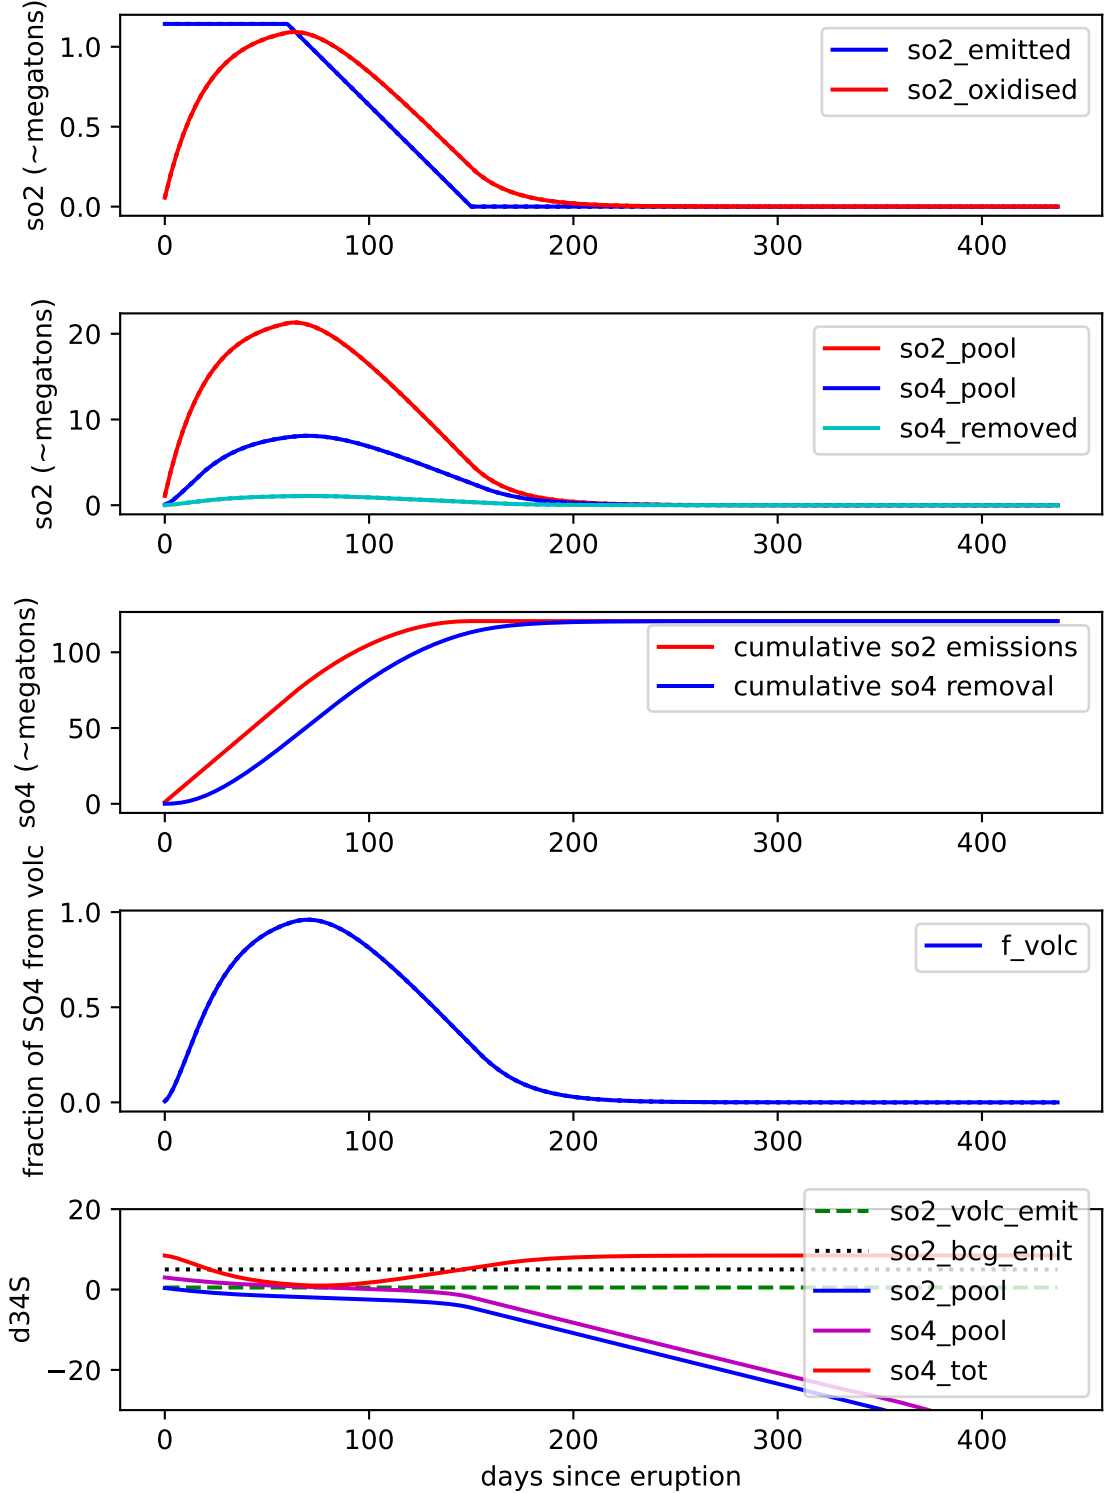 so2 (~megatons)
1.0
0.5
0.0
so2_emitted
so2_oxidised
0 100 200 300 400
so2 (~megatons)
20
10
0
so2_pool
so4_pool
so4_removed
0 100 200 300 400
so4 (~megatons)
100
50
0
cumulative so2 emissions
cumulative so4 removal
0 100 200 300 400
fraction of SO4 from volc
1.0
0.5
0.0
f_volc
0 100 200 300 400
d34S
20
0
−20
so2_volc_emit
so2_bcg_emit
so2_pool
so4_pool
so4_tot
0 100 200 300 400
days since eruption